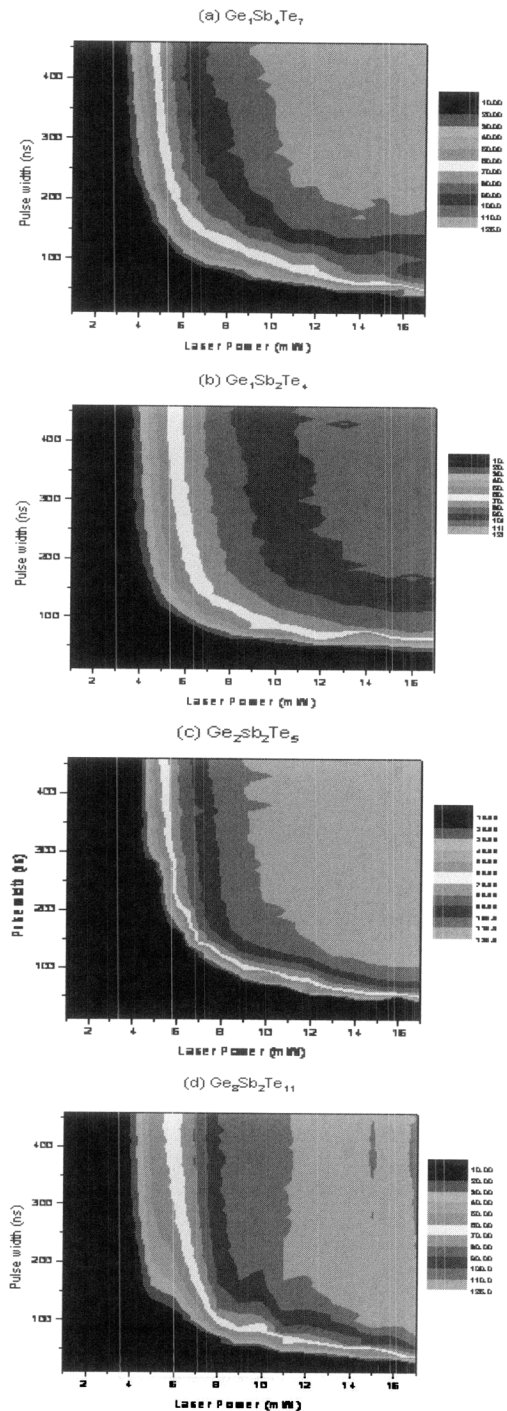 (a) Ge₁Sb₄Te₇
Pulse width (ns)
400
300
200
100
2 4 6 8 10 12 14 16
Laser Power (mW)
10.00
20.00
30.00
40.00
50.00
60.00
70.00
80.00
90.00
100.0
110.0
(b) Ge₁Sb₂Te₄
Pulse width (ns)
400
300
200
100
2 4 6 8 10 12 14 16
Laser Power (mW)
(c) Ge₂sb₂Te₅
Pulse width (ns)
400
300
200
100
2 4 6 8 10 12 14 16
Laser Power (mW)
(d) Ge₈Sb₂Te₁₁
Pulse width (ns)
400
300
200
100
2 4 6 8 10 12 14 16
Laser Power (mW)
10.00
20.00
30.00
40.00
50.00
60.00
70.00
80.00
90.00
100.0
110.0